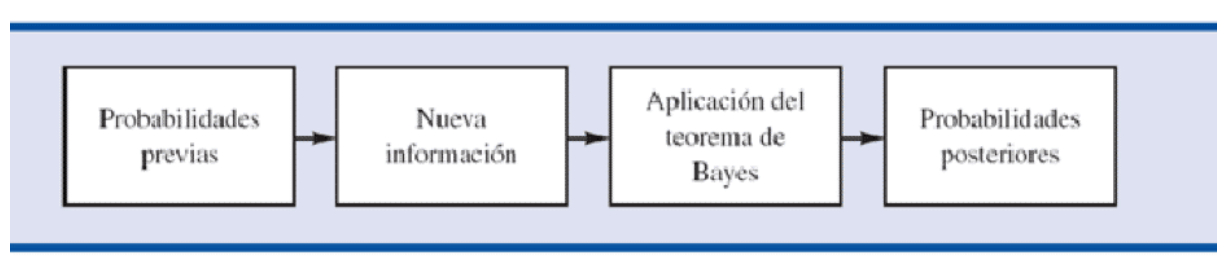 Probabilidades
previas
Nueva
información
Aplicación del
teorema de
Bayes
Probabilidades
posteriores